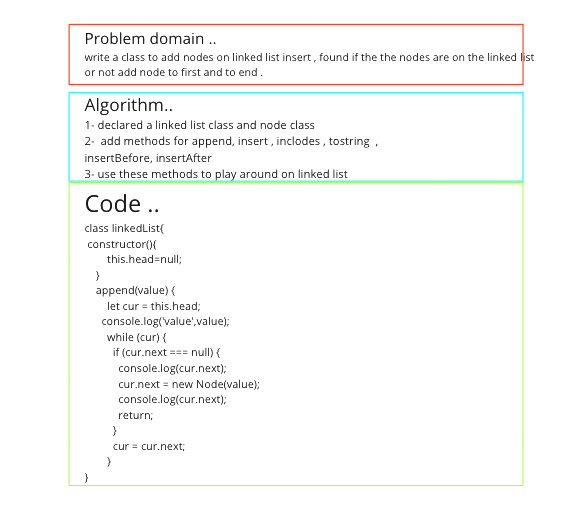 Problem domain ..
write a class to add nodes on linked list insert , found if the the nodes are on the linked list
or not add node to first and to end .
Algorithm..
1- declared a linked list class and node class
2-  add methods for append, insert , inclodes , tostring  ,
insertBefore, insertAfter
3- use these methods to play around on linked list
Code ..
class linkedList{
constructor(){
this.head=null;
}
append(value) {
let cur = this.head;
console.log('value',value);
while (cur) {
if (cur.next === null) {
console.log(cur.next);
cur.next = new Node(value);
console.log(cur.next);
return;
}
cur = cur.next;
}
}